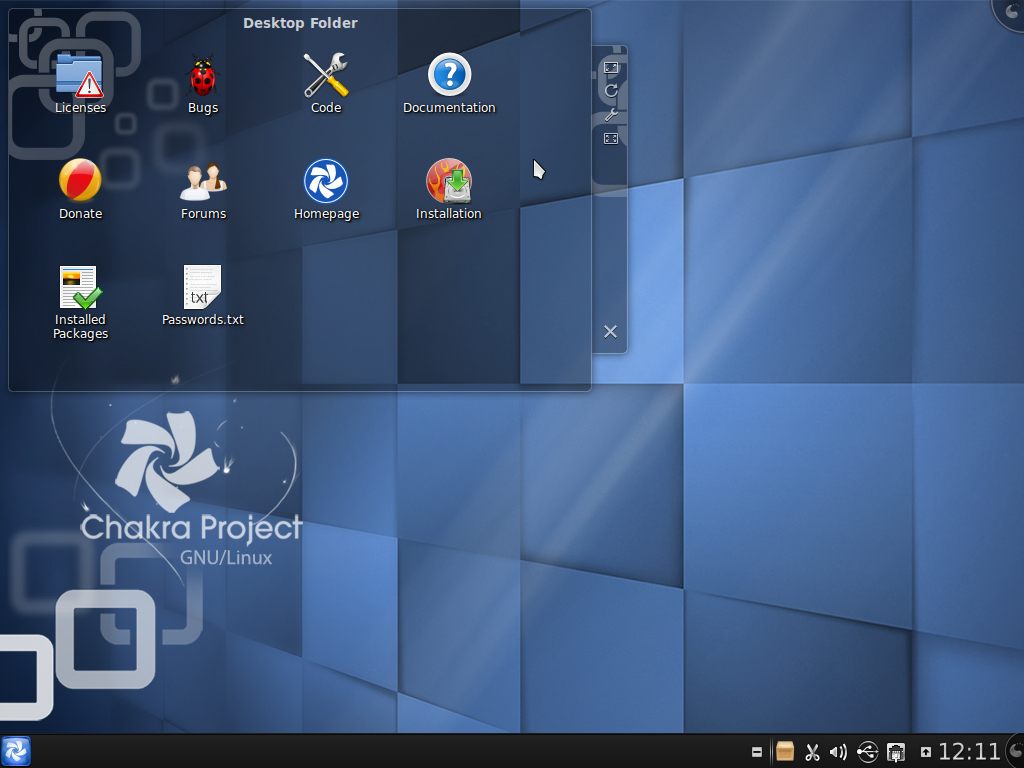 Desktop Folder
Licenses
Bugs
Code
Documentation
Donate
Forums
Homepage
Installation
Installed
Packages
txt
Passwords.txt
Chakra Project
GNU/Linux
12:11